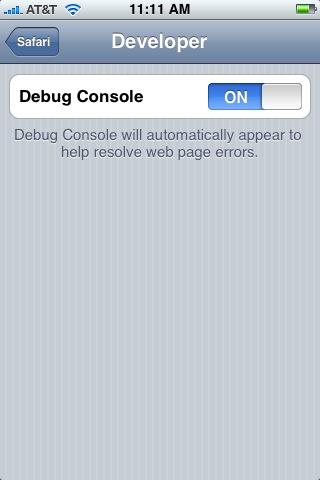 AT&T 11:11 AM
Safari Developer
Debug Console ON
Debug Console will automatically appear to
help resolve web page errors.